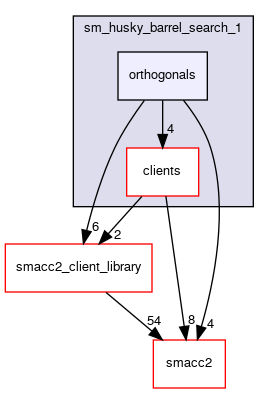 sm_husky_barrel_search_1
orthogonals
4
clients
6
2
smacc2_client_library
54
8
4
smacc2